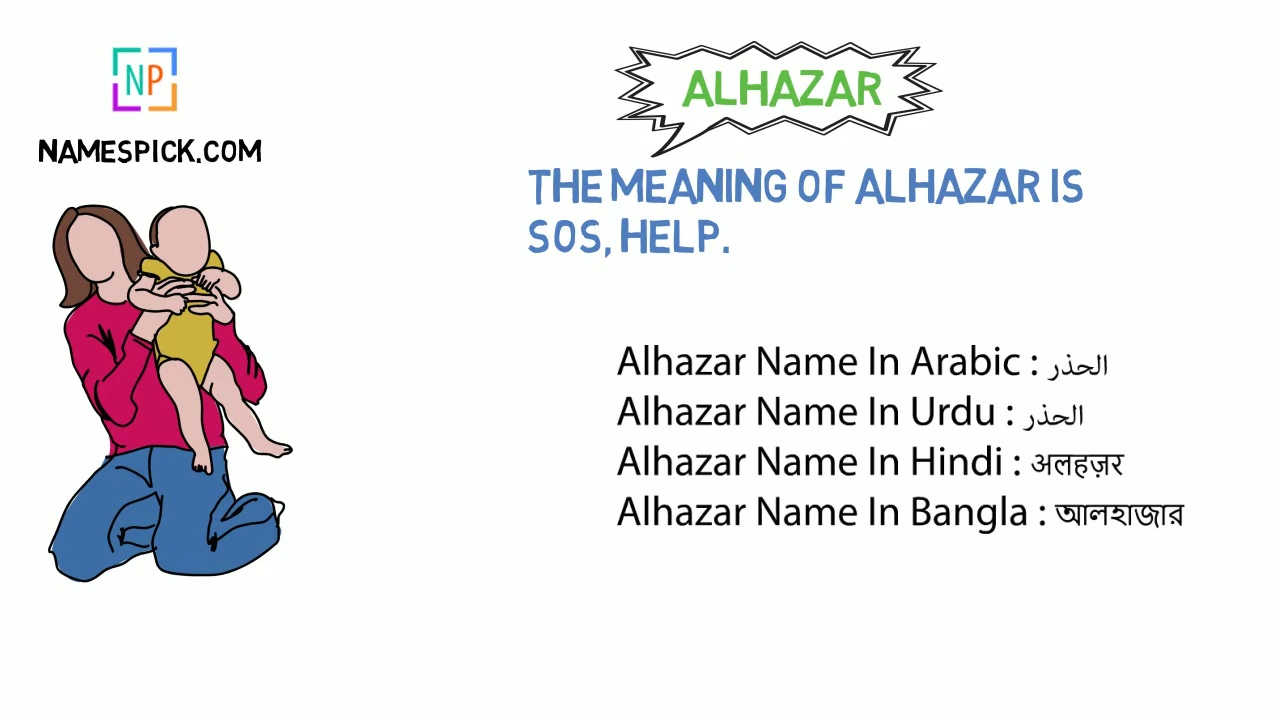 NP
NAMESPICK.COM
ALHAZAR
THE MEANING OF ALHAZAR IS
SOS, HELP.
Alhazar Name In Arabic : الحذر
Alhazar Name In Urdu : الحذر
Alhazar Name In Hindi : अलहज़र
Alhazar Name In Bangla : আলহাজার